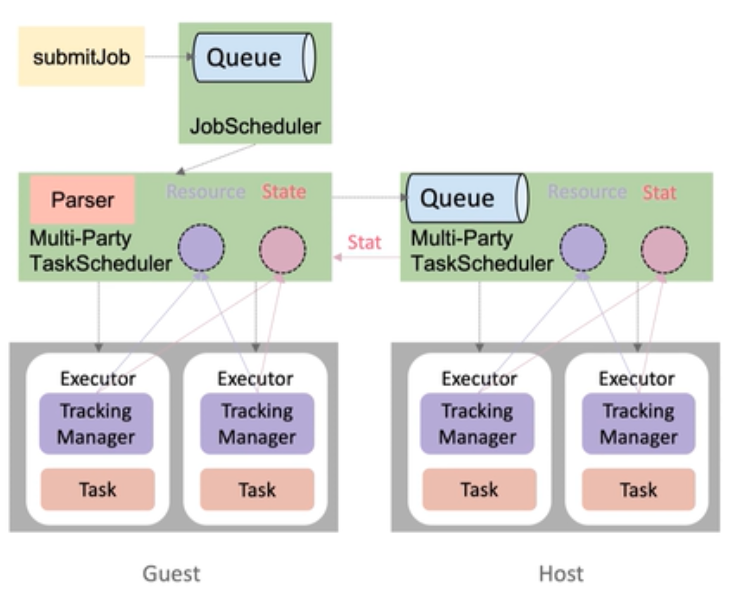 submitJob
Queue
JobScheduler
Parser
Resource
State
Multi-Party
TaskScheduler
Stat
Queue
Resource
Stat
Multi-Party
TaskScheduler
Executor
Tracking
Manager
Task
Executor
Tracking
Manager
Task
Executor
Tracking
Manager
Task
Executor
Tracking
Manager
Task
Guest
Host